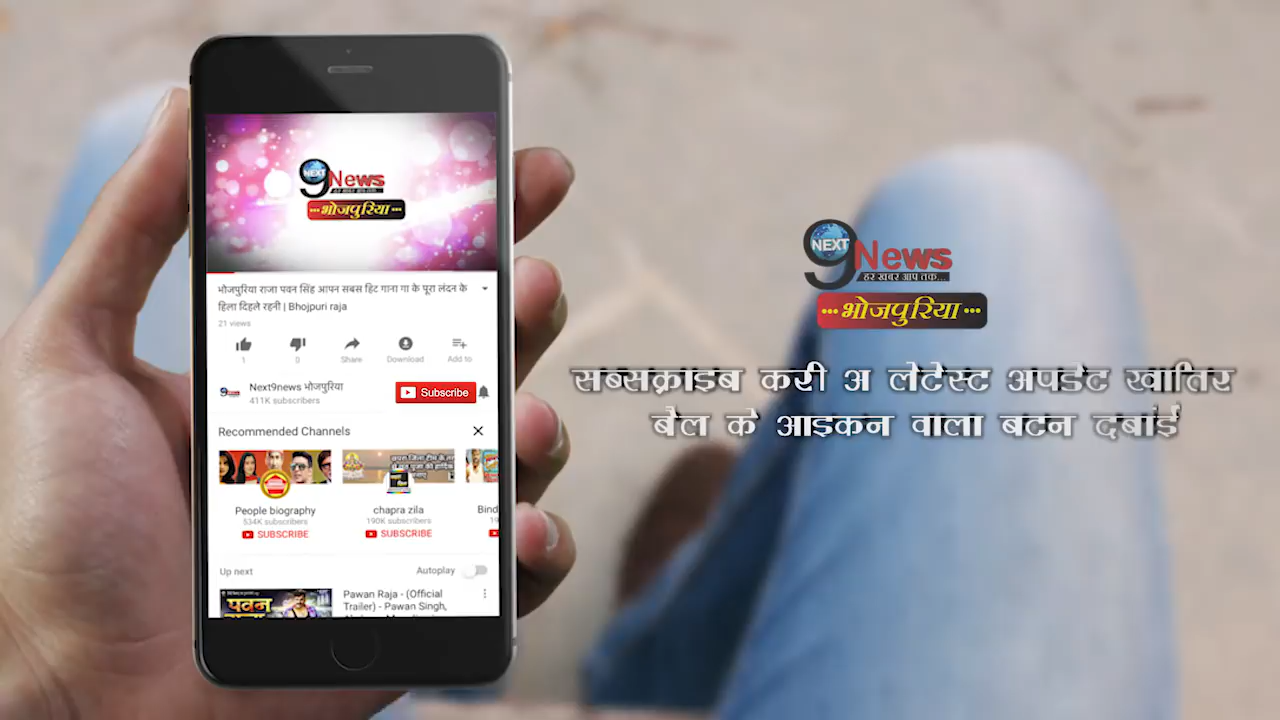 NEXT
9News
हर खबर आप तक...
••• भोजपुरिया •••
भोजपुरिया राजा पवन सिंह आपन सबस हिट गाना गा के पूरा लंदन के
हिला दिहले रहनी | Bhojpuri raja
21 views
1
0
Share
Download
Add to
Next9news भोजपुरिया
411K subscribers
Subscribe
Recommended Channels
People biography
534K subscribers
SUBSCRIBE
chapra zila
190K subscribers
SUBSCRIBE
Bind
19
Up next
Autoplay
पवन
Pawan Raja - (Official
Trailer) - Pawan Singh,
NEXT
9News
हर खबर आप तक...
••• भोजपुरिया •••
सब्सक्राइब करी अ लेटेस्ट अपडेट खातिर
बैल के आइकन वाला बटन दबांई